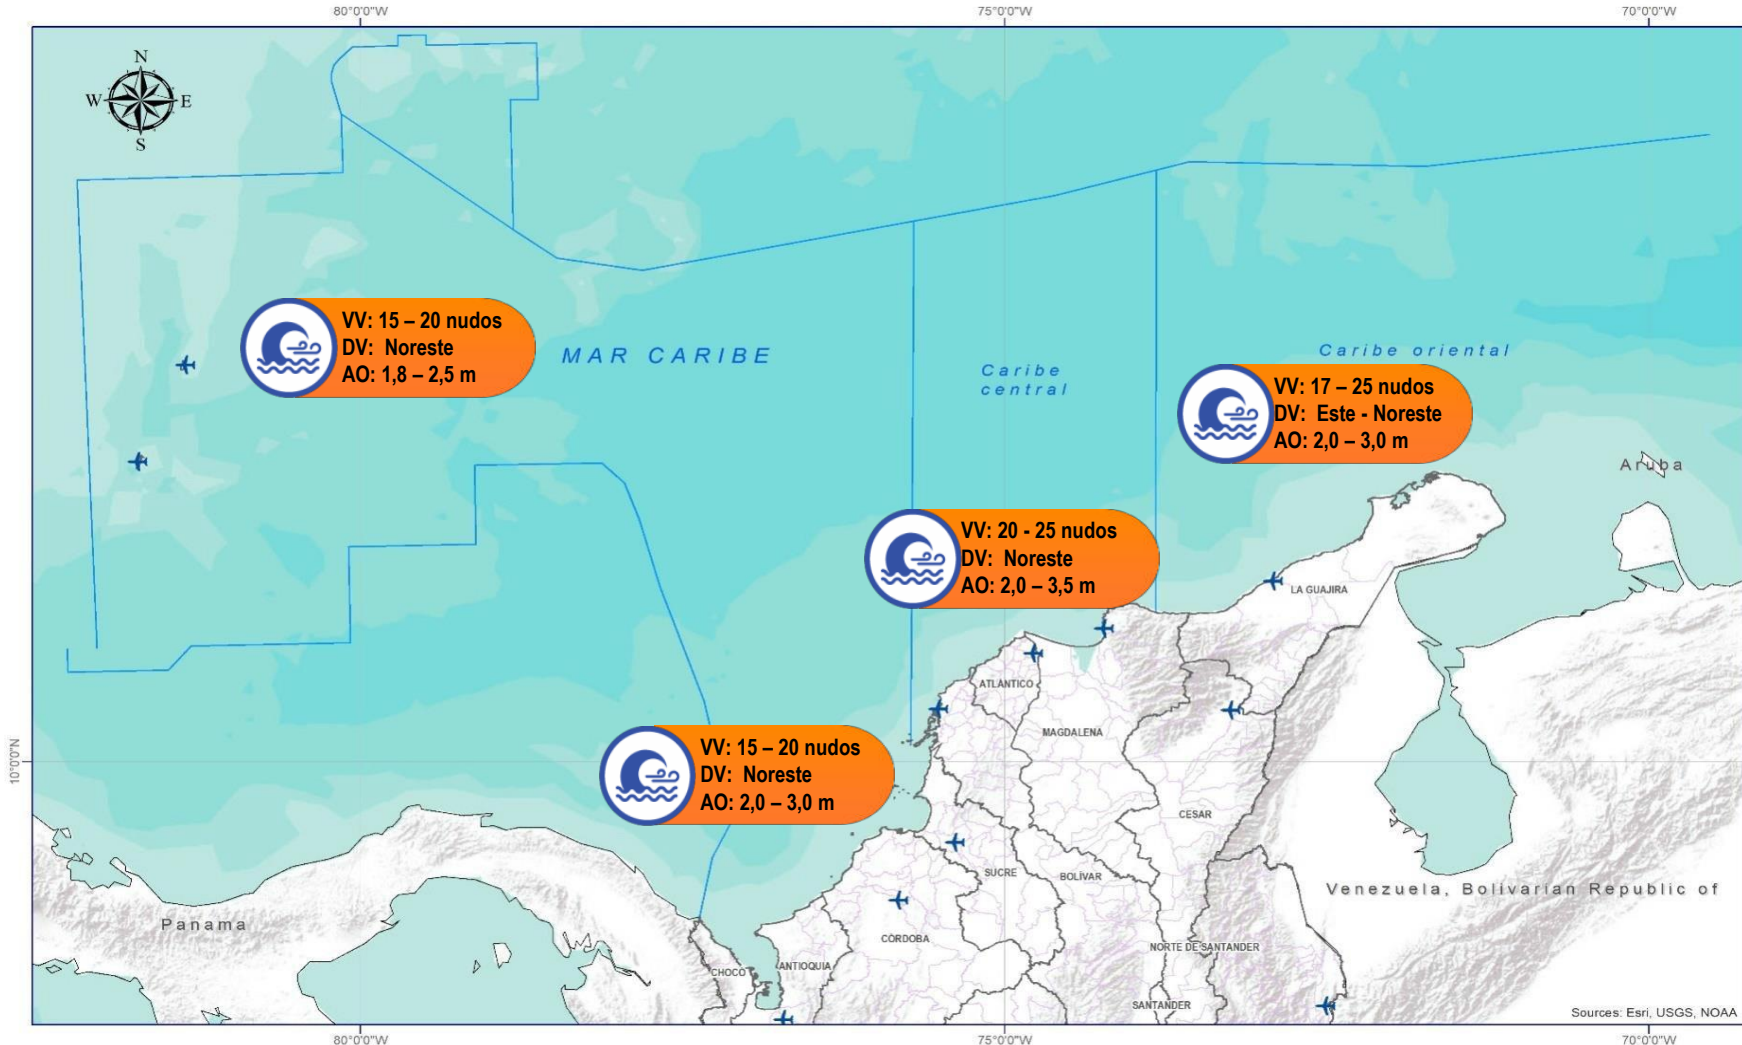 80°0'0"W
75°0'0"W
70°0'0"W
N
W
E
S
VV: 15 – 20 nudos
DV: Noreste
AO: 1,8 – 2,5 m
MAR CARIBE
Caribe
central
Caribe oriental
VV: 17 – 25 nudos
DV: Este - Noreste
AO: 2,0 – 3,0 m
Aruba
VV: 20 - 25 nudos
DV: Noreste
AO: 2,0 – 3,5 m
LA GUAJIRA
ATLÁNTICO
MAGDALENA
10°0'0"N
VV: 15 – 20 nudos
DV: Noreste
AO: 2,0 – 3,0 m
CESAR
SUCRE
BOLÍVAR
Venezuela, Bolivarian Republic of
Panama
CÓRDOBA
NORTE DE SANTANDER
CHOCÓ
ANTIOQUIA
SANTANDER
Sources: Esri, USGS, NOAA
80°0'0"W
75°0'0"W
70°0'0"W